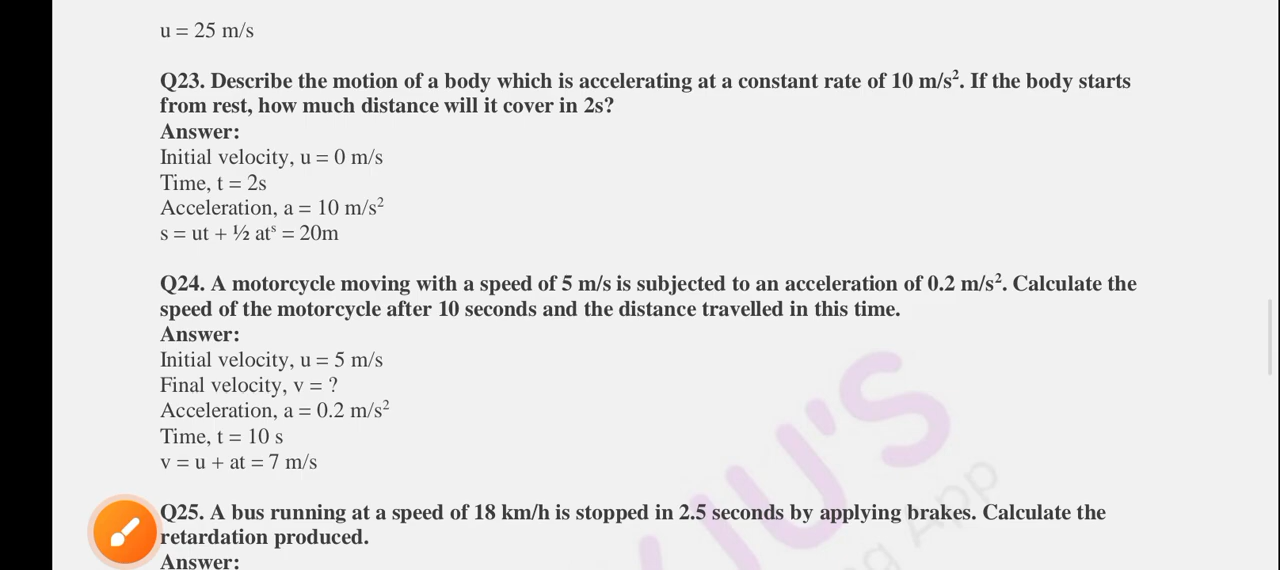 u = 25 m/s
Q23. Describe the motion of a body which is accelerating at a constant rate of 10 m/s². If the body starts
from rest, how much distance will it cover in 2s?
Answer:
Initial velocity, u = 0 m/s
Time, t = 2s
Acceleration, a = 10 m/s²
s = ut + ½ atˢ = 20m
Q24. A motorcycle moving with a speed of 5 m/s is subjected to an acceleration of 0.2 m/s². Calculate the
speed of the motorcycle after 10 seconds and the distance travelled in this time.
Answer:
Initial velocity, u = 5 m/s
Final velocity, v = ?
Acceleration, a = 0.2 m/s²
Time, t = 10 s
v = u + at = 7 m/s
Q25. A bus running at a speed of 18 km/h is stopped in 2.5 seconds by applying brakes. Calculate the
retardation produced.
Answer:
U'S
App